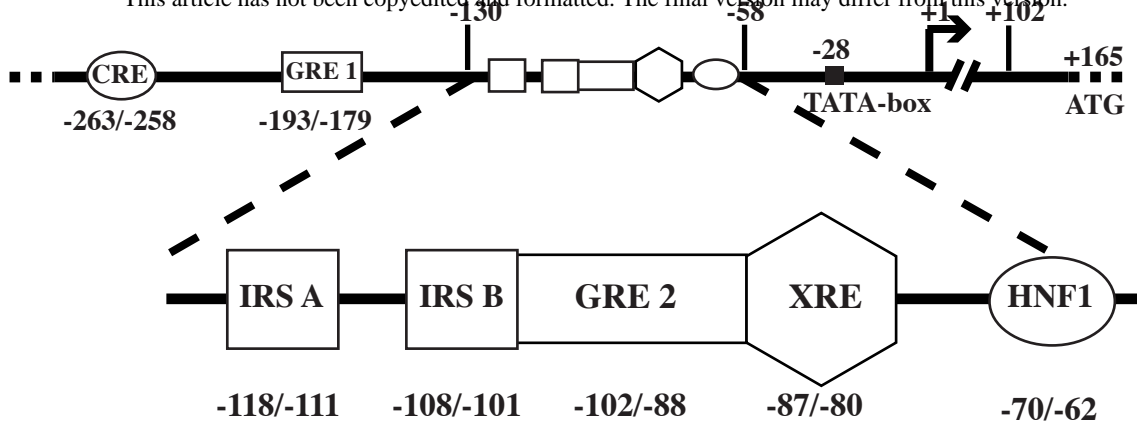 This article has not been copyedited and formatted. The final version may differ from this version.
-130 -58 +1 +102
-28
+165
CRE GRE 1
TATA-box ATG
-263/-258 -193/-179
IRS A IRS B GRE 2 XRE HNF1
-118/-111 -108/-101 -102/-88 -87/-80 -70/-62